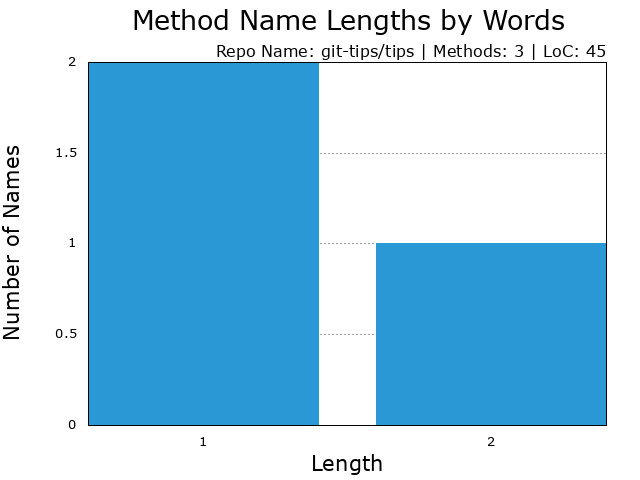 Method Name Lengths by Words
Repo Name: git-tips/tips | Methods: 3 | LoC: 45
2
1.5
1
0.5
0
Number of Names
1 2
Length